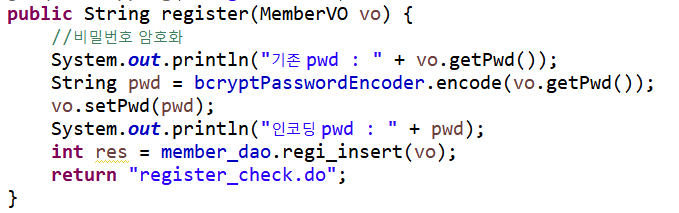 public String register(MemberVO vo) {
//비밀번호 암호화
System.out.println("기존 pwd : " + vo.getPwd());
String pwd = bcryptPasswordEncoder.encode(vo.getPwd());
vo.setPwd(pwd);
System.out.println("인코딩 pwd : " + pwd);
int res = member_dao.regi_insert(vo);
return "register_check.do";
}